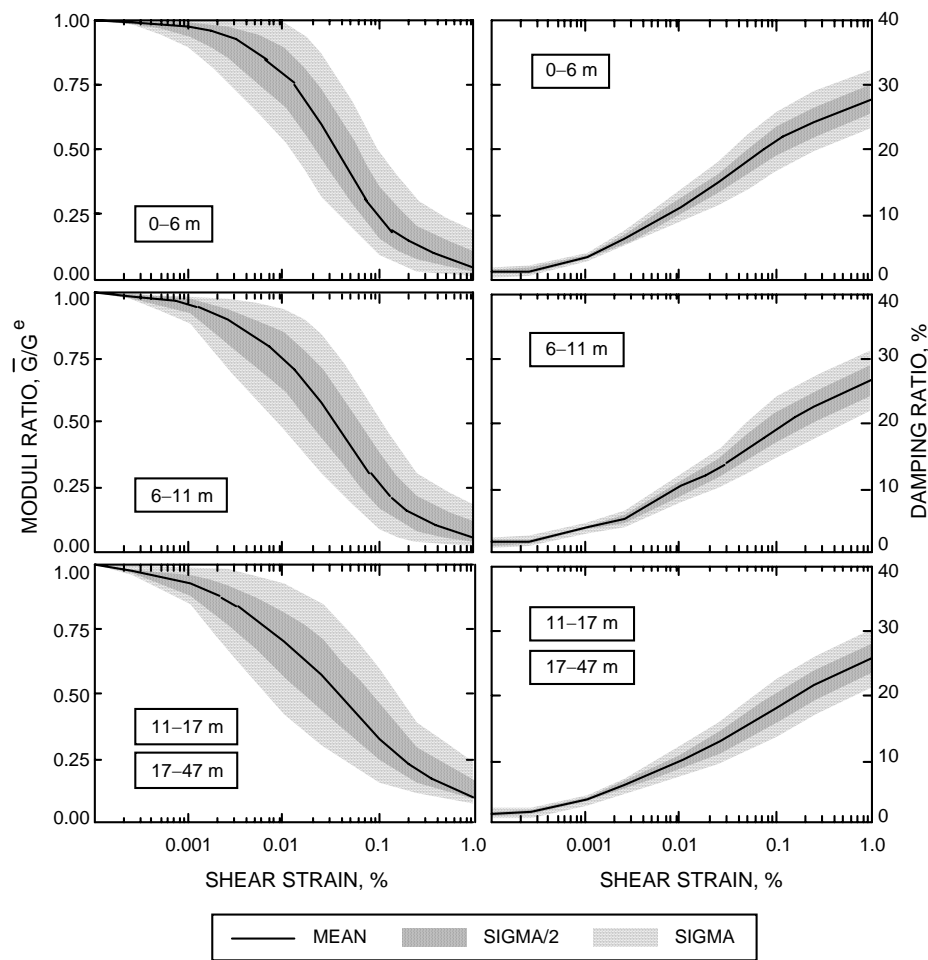 1.00
0.75
0.50
0.25
0.00
0–6 m
40
30
20
10
0
0–6 m
1.00
0.75
0.50
0.25
0.00
6–11 m
40
30
20
10
0
6–11 m
1.00
0.75
0.50
0.25
0.00
11–17 m
17–47 m
40
30
20
10
0
11–17 m
17–47 m
MODULI RATIO, G̅/Gᵉ
DAMPING RATIO, %
0.001 0.01 0.1 1.0
0.001 0.01 0.1 1.0
SHEAR STRAIN, %
SHEAR STRAIN, %
MEAN SIGMA/2 SIGMA